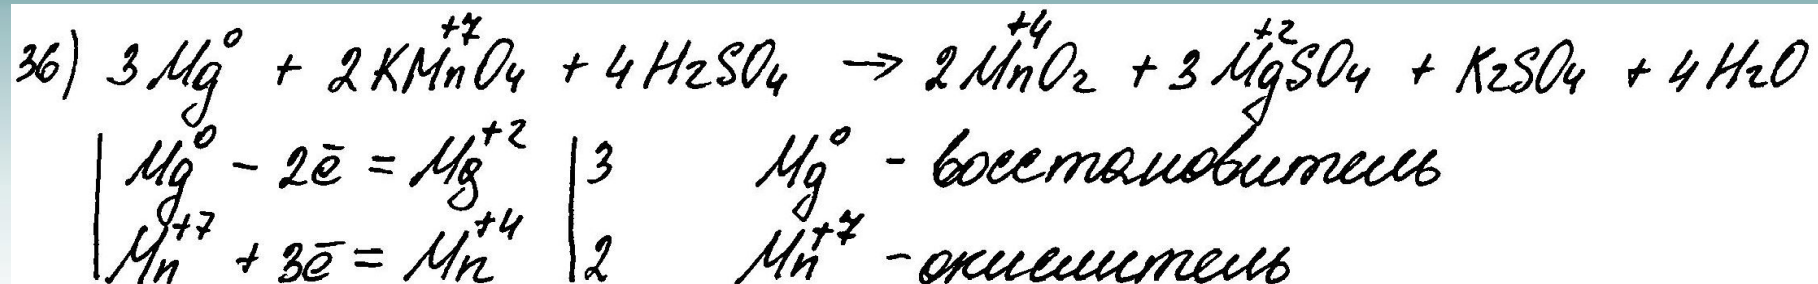 36) 3Mg⁰ + 2KMn⁺⁷O₄ + 4H₂SO₄ → 2Mn⁺⁴O₂ + 3Mg⁺²SO₄ + K₂SO₄ + 4H₂O
Mg⁰ - 2ē = Mg⁺² | 3 Mg⁰ - восстановитель
Mn⁺⁷ + 3ē = Mn⁺⁴ | 2 Mn⁺⁷ - окислитель